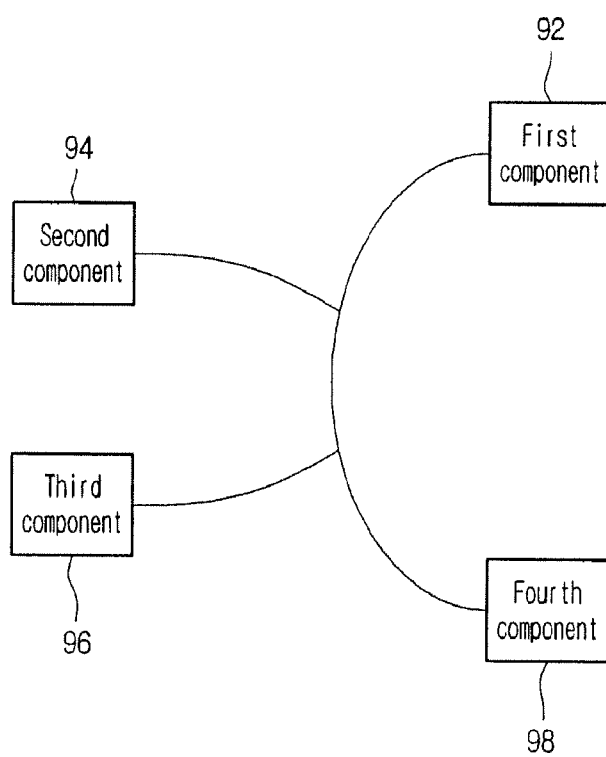 92
First
component
94
Second
component
Third
component
96
Fourth
component
98